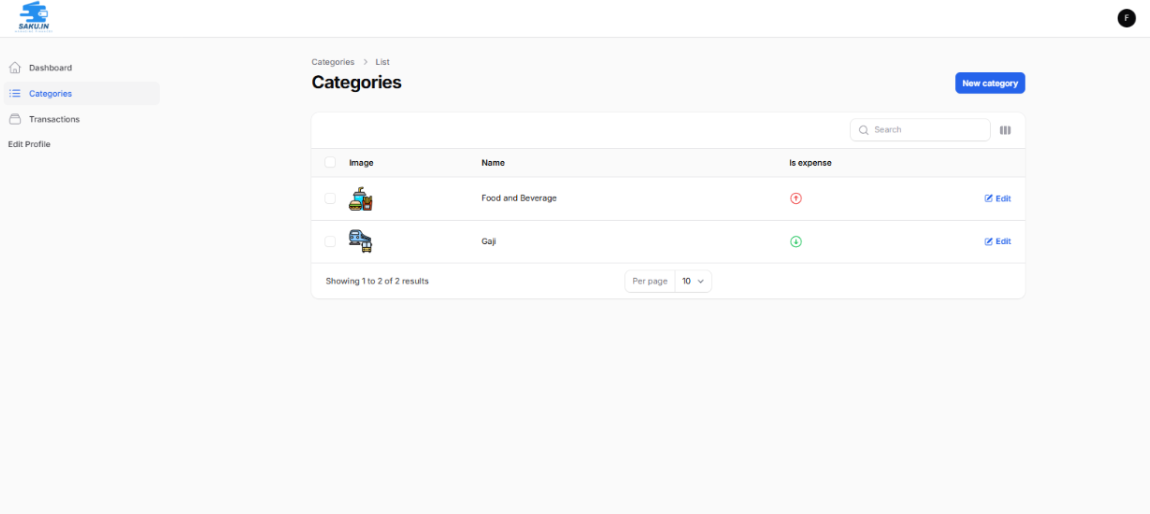 SAKU.IN
F
Dashboard
Categories
Transactions
Edit Profile
Categories > List
Categories
New category
Search
Image Name Is expense
Food and Beverage Edit
Gaji Edit
Showing 1 to 2 of 2 results Per page 10